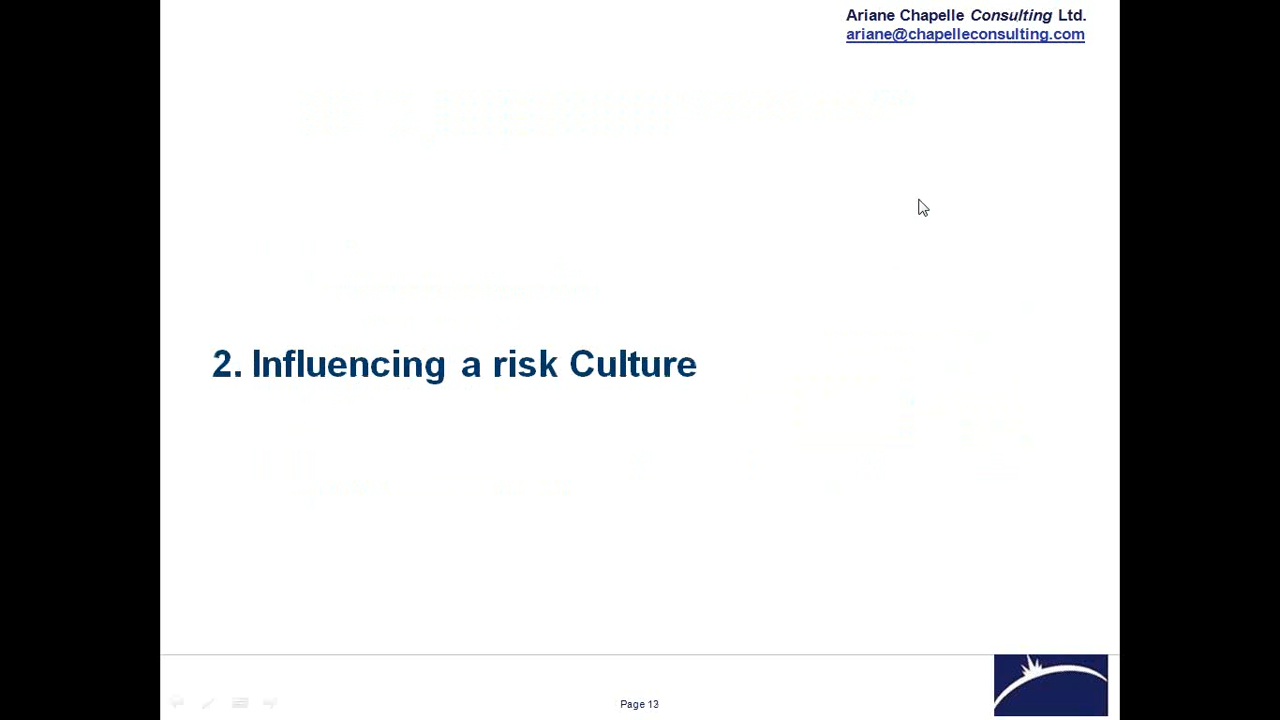 Ariane Chapelle Consulting Ltd.
ariane@chapelleconsulting.com
2. Influencing a risk Culture
Page 13